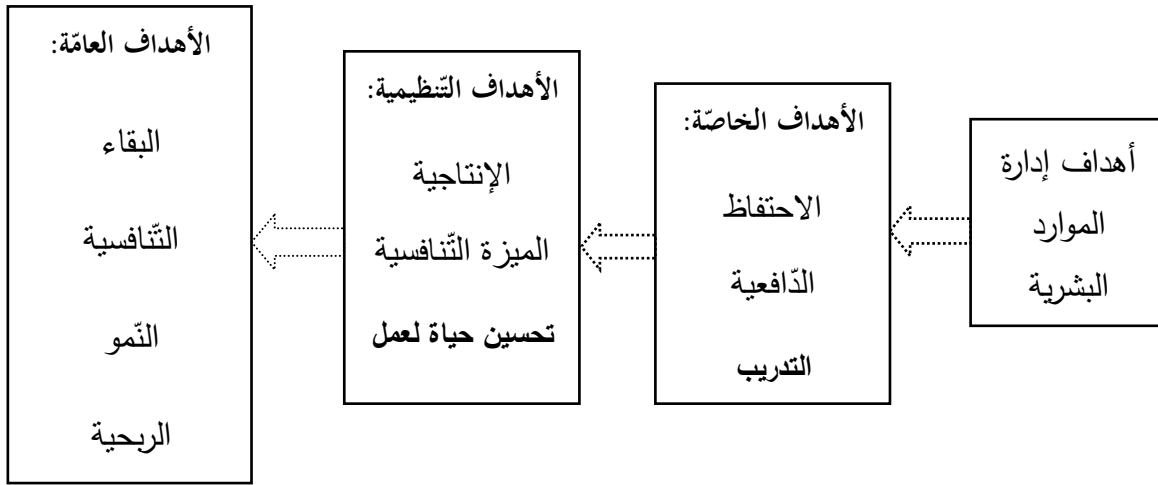 أهداف إدارة
الموارد
البشرية
الأهداف الخاصّة:
الاحتفاظ
الدّافعية
التدريب
الأهداف التّنظيمية:
الإنتاجية
الميزة التّنافسية
تحسين حياة لعمل
الأهداف العامّة:
البقاء
التّنافسية
النّمو
الربحية